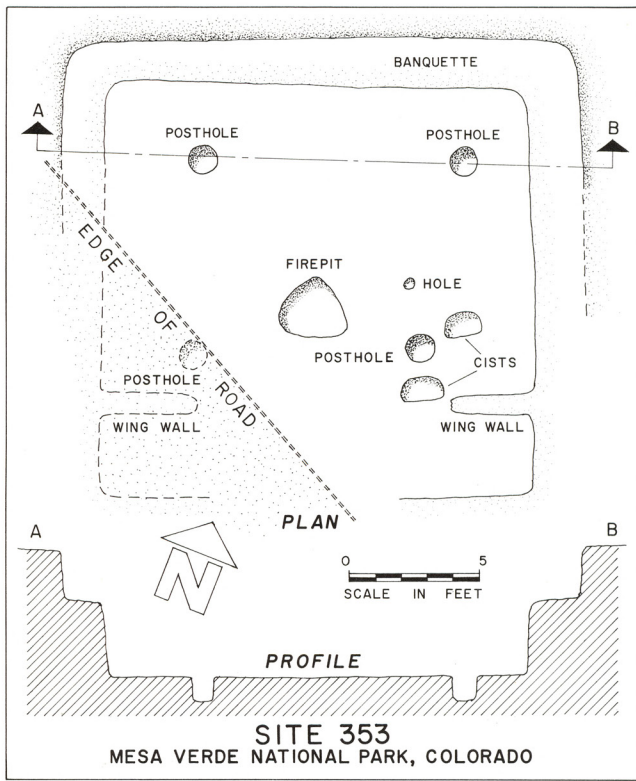 BANQUETTE
A
B
POSTHOLE
POSTHOLE
EDGE OF ROAD
FIREPIT
HOLE
POSTHOLE
CISTS
POSTHOLE
WING WALL
WING WALL
PLAN
A
B
N
0 5
SCALE IN FEET
PROFILE
SITE 353
MESA VERDE NATIONAL PARK, COLORADO